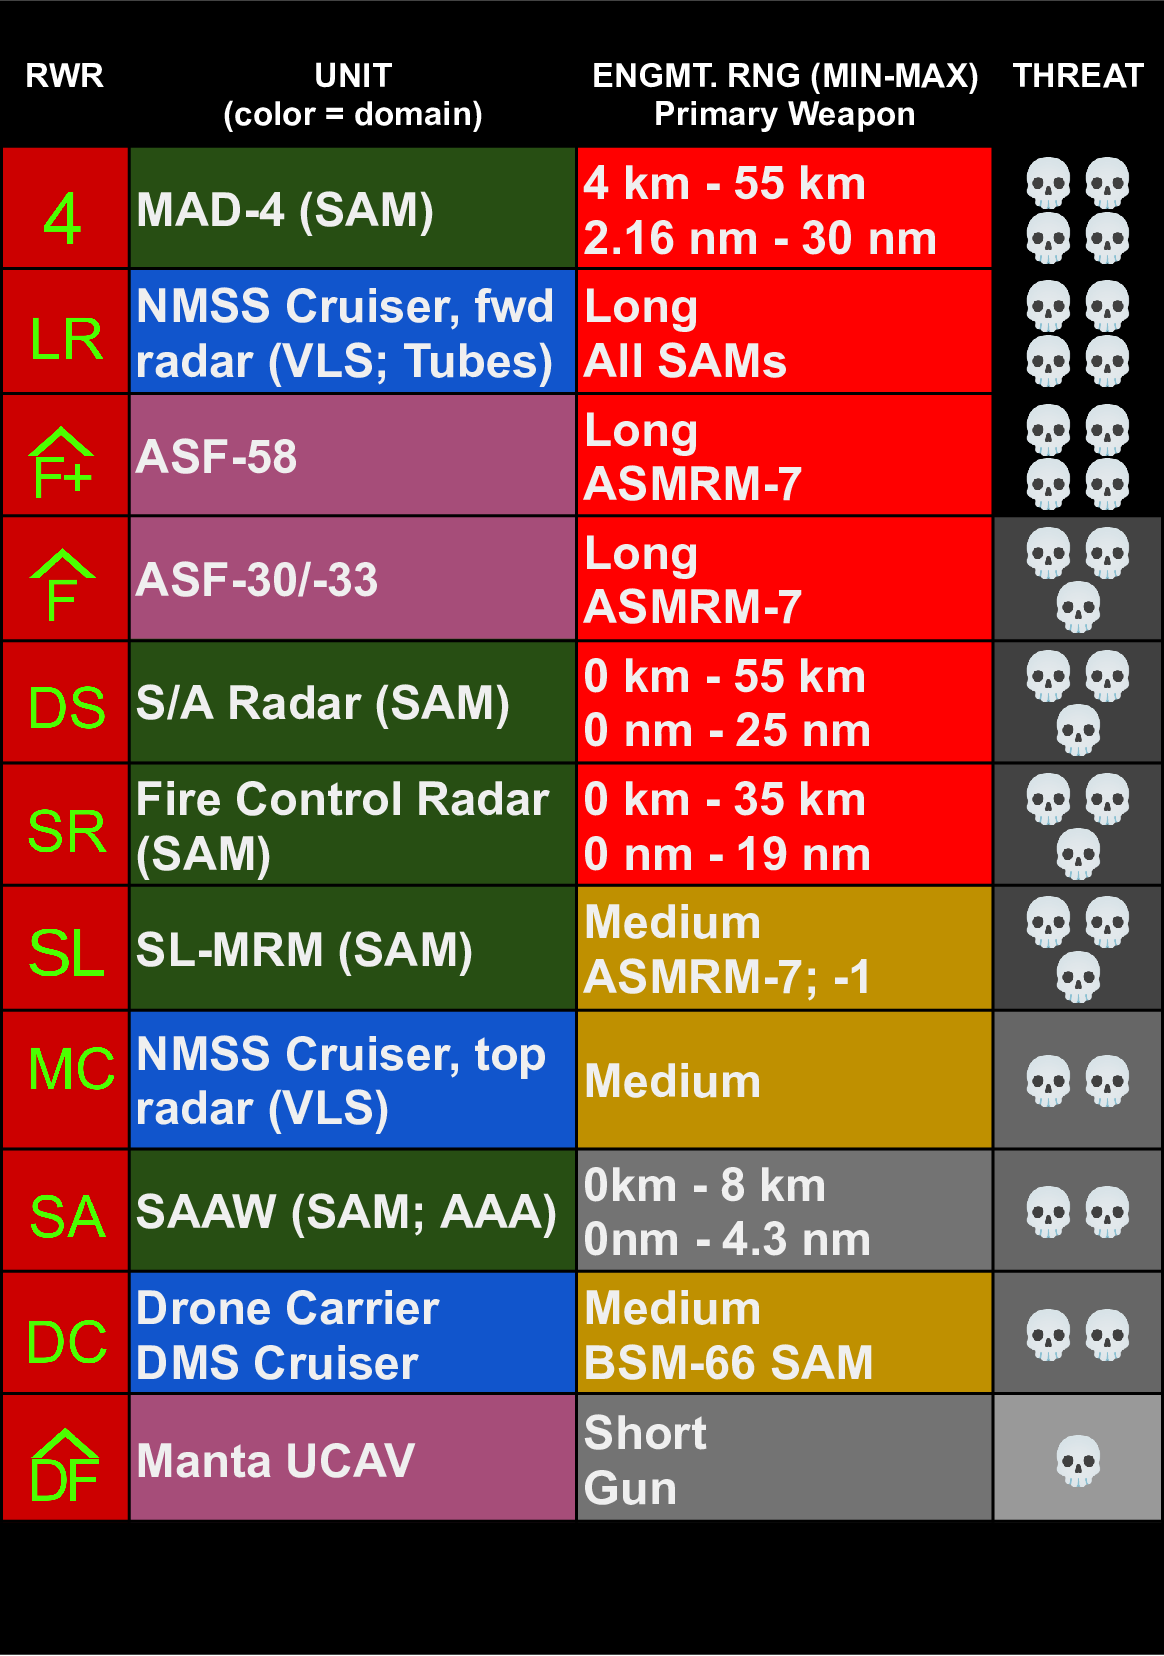 RWR
UNIT
(color = domain)
ENGMT. RNG (MIN-MAX)
Primary Weapon
THREAT
4
MAD-4 (SAM)
4 km - 55 km
2.16 nm - 30 nm
LR
NMSS Cruiser, fwd
radar (VLS; Tubes)
Long
All SAMs
F+
ASF-58
Long
ASMRM-7
F
ASF-30/-33
Long
ASMRM-7
DS
S/A Radar (SAM)
0 km - 55 km
0 nm - 25 nm
SR
Fire Control Radar
(SAM)
0 km - 35 km
0 nm - 19 nm
SL
SL-MRM (SAM)
Medium
ASMRM-7; -1
MC
NMSS Cruiser, top
radar (VLS)
Medium
SA
SAAW (SAM; AAA)
0km - 8 km
0nm - 4.3 nm
DC
Drone Carrier
DMS Cruiser
Medium
BSM-66 SAM
DF
Manta UCAV
Short
Gun